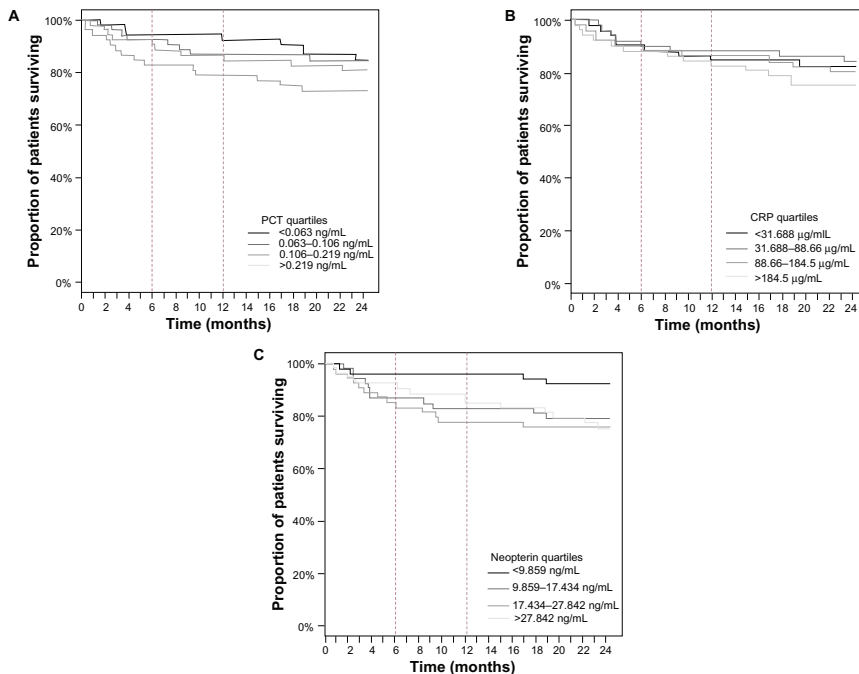 A
Proportion of patients surviving
100%
80%
60%
40%
20%
0%
PCT quartiles
<0.063 ng/mL
0.063–0.106 ng/mL
0.106–0.219 ng/mL
>0.219 ng/mL
0 2 4 6 8 10 12 14 16 18 20 22 24
Time (months)
B
Proportion of patients surviving
100%
80%
60%
40%
20%
0%
CRP quartiles
<31.688 μg/mlL
31.688–88.66 μg/mL
88.66–184.5 μg/mL
>184.5 μg/mL
0 2 4 6 8 10 12 14 16 18 20 22 24
Time (months)
C
Proportion of patients surviving
100%
80%
60%
40%
20%
0%
Neopterin quartiles
<9.859 ng/mL
9.859–17.434 ng/mL
17.434–27.842 ng/mL
>27.842 ng/mL
0 2 4 6 8 10 12 14 16 18 20 22 24
Time (months)